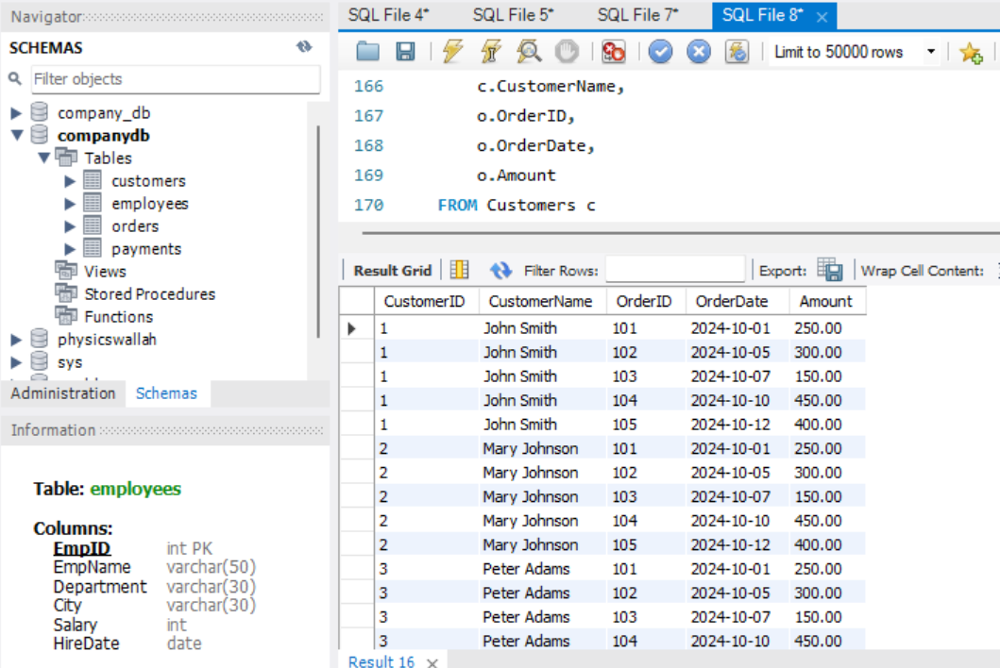 Navigator
SCHEMAS
Filter objects
company_db
companydb
Tables
customers
employees
orders
payments
Views
Stored Procedures
Functions
physicswallah
sys
Administration Schemas
Information
Table: employees
Columns:
EmpID int PK
EmpName varchar(50)
Department varchar(30)
City varchar(30)
Salary int
HireDate date
SQL File 4* SQL File 5* SQL File 7* SQL File 8*
Limit to 50000 rows
166 c.CustomerName,
167 o.OrderID,
168 o.OrderDate,
169 o.Amount
170 FROM Customers c
Result Grid Filter Rows: Export: Wrap Cell Content:
CustomerID CustomerName OrderID OrderDate Amount
1 John Smith 101 2024-10-01 250.00
1 John Smith 102 2024-10-05 300.00
1 John Smith 103 2024-10-07 150.00
1 John Smith 104 2024-10-10 450.00
1 John Smith 105 2024-10-12 400.00
2 Mary Johnson 101 2024-10-01 250.00
2 Mary Johnson 102 2024-10-05 300.00
2 Mary Johnson 103 2024-10-07 150.00
2 Mary Johnson 104 2024-10-10 450.00
2 Mary Johnson 105 2024-10-12 400.00
3 Peter Adams 101 2024-10-01 250.00
3 Peter Adams 102 2024-10-05 300.00
3 Peter Adams 103 2024-10-07 150.00
3 Peter Adams 104 2024-10-10 450.00
Result 16